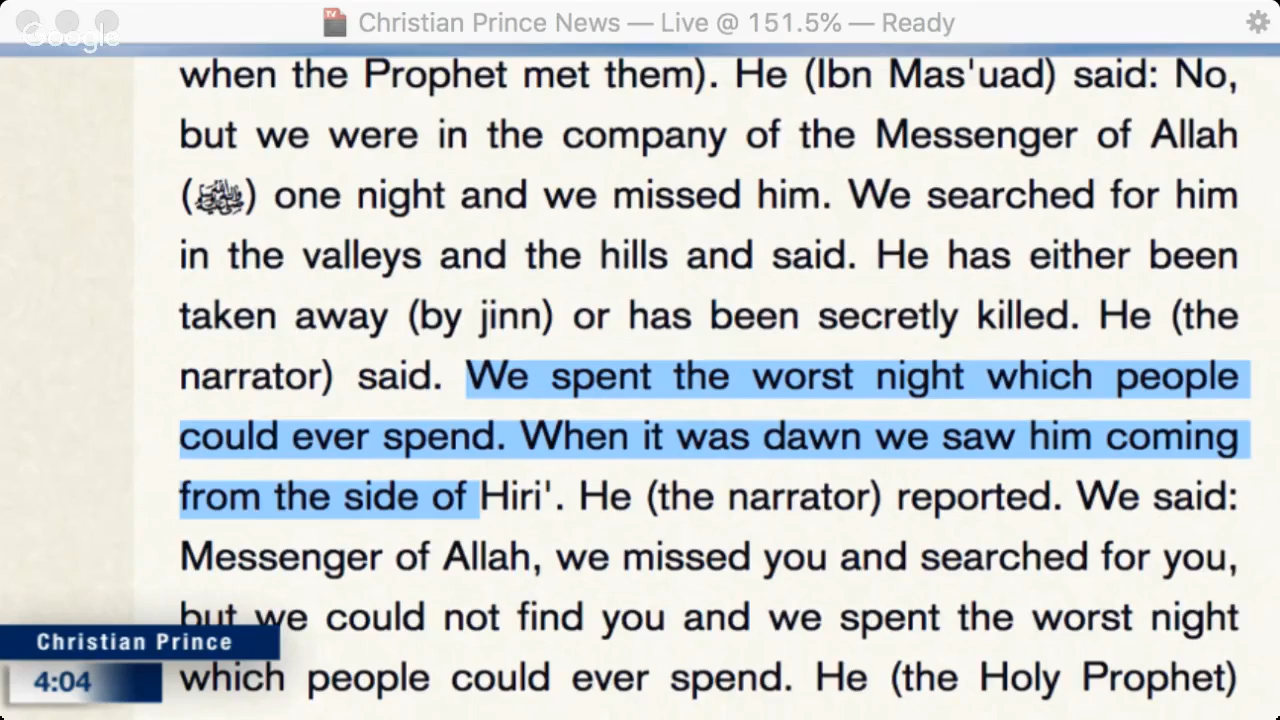 Christian Prince News — Live @ 151.5% — Ready
Google
TV
when the Prophet met them). He (Ibn Mas'uad) said: No,
but we were in the company of the Messenger of Allah
(ﷺ) one night and we missed him. We searched for him
in the valleys and the hills and said. He has either been
taken away (by jinn) or has been secretly killed. He (the
narrator) said. We spent the worst night which people
could ever spend. When it was dawn we saw him coming
from the side of Hiri'. He (the narrator) reported. We said:
Messenger of Allah, we missed you and searched for you,
but we could not find you and we spent the worst night
which people could ever spend. He (the Holy Prophet)
Christian Prince
4:04